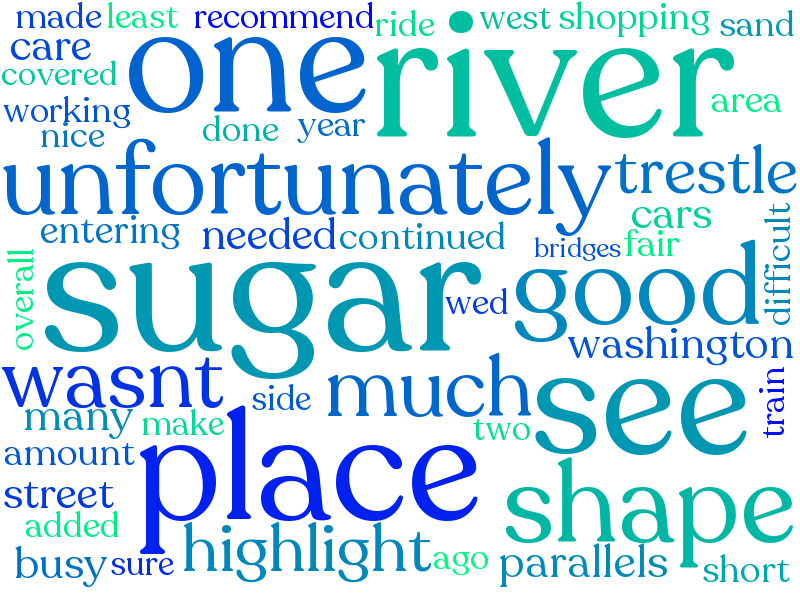 made least recommend ride west shopping sand
care one river
covered
working area
nice done year
unfortunately trestle
cars
entering needed continued bridges fair difficult
overall sugar wed good
washington
wasnt side much see train
many make two
amount place
street shape
added
busy sure highlight ago parallels short